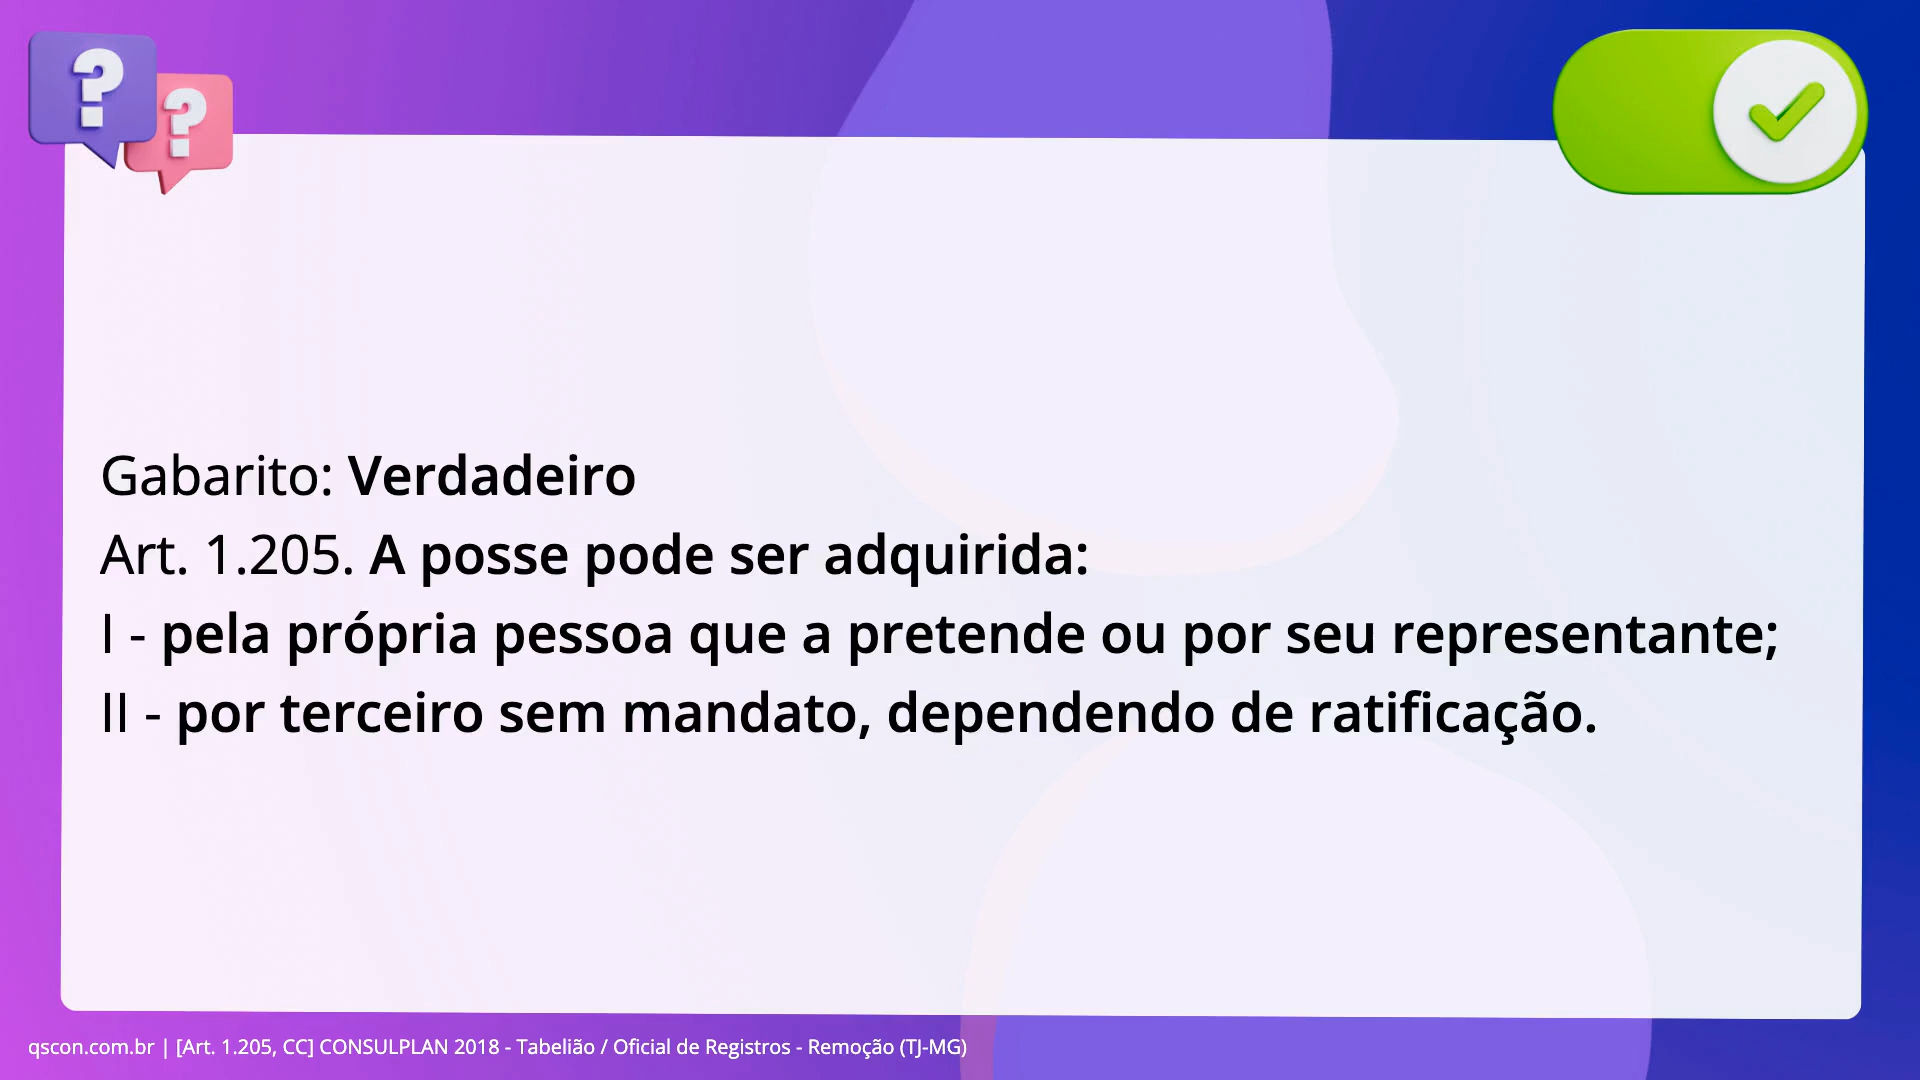 Gabarito: Verdadeiro
Art. 1.205. A posse pode ser adquirida:
I - pela própria pessoa que a pretende ou por seu representante;
II - por terceiro sem mandato, dependendo de ratificação.
qscon.com.br | [Art. 1.205, CC] CONSULPLAN 2018 - Tabelião / Oficial de Registros - Remoção (TJ-MG)